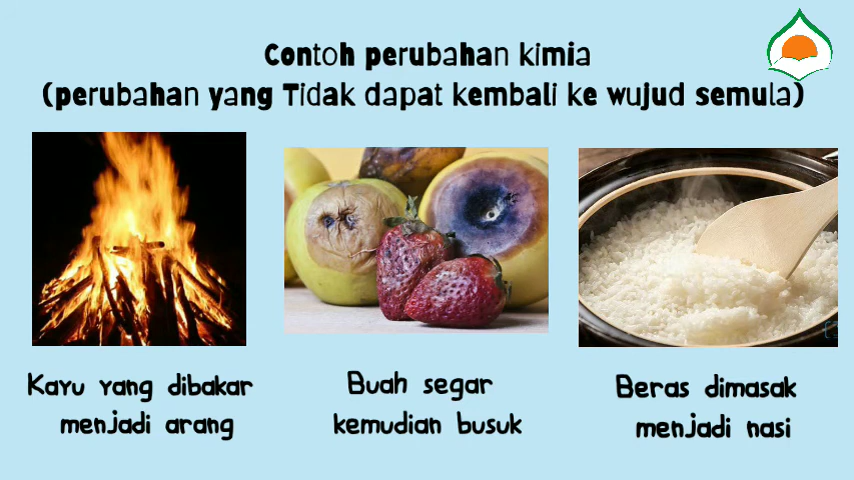 Contoh perubahan kimia
(perubahan yang Tidak dapat kembali ke wujud semula)
Kayu yang dibakar
menjadi arang
Buah segar
kemudian busuk
Beras dimasak
menjadi nasi